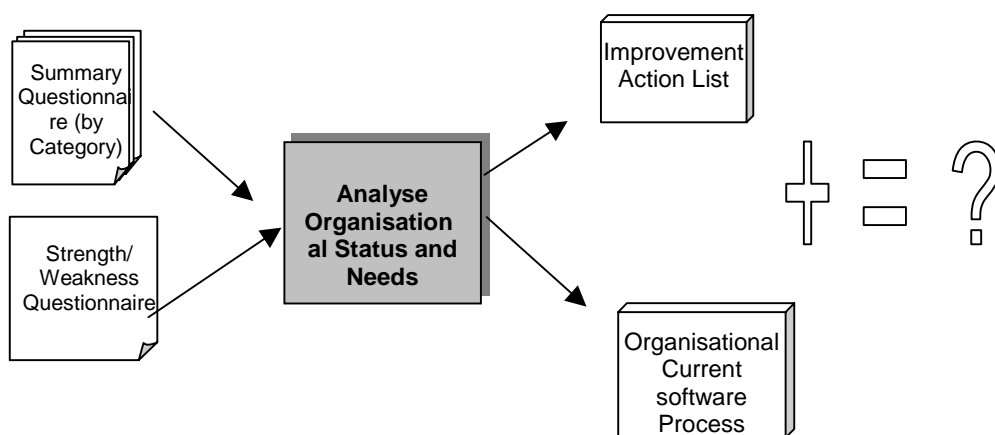 Summary
Questionnai
re (by
Category)
Strength/
Weakness
Questionnaire
Analyse
Organisation
al Status and
Needs
Improvement
Action List
Organisational
Current
software
Process
+ = ?